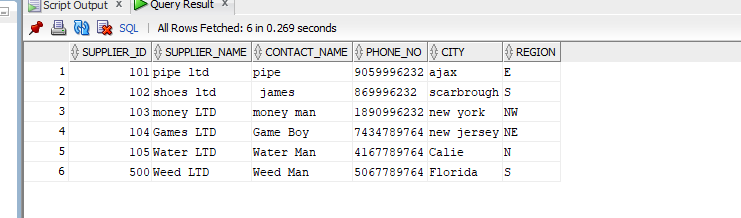 Script Output x Query Result x
SQL | All Rows Fetched: 6 in 0.269 seconds
SUPPLIER_ID SUPPLIER_NAME CONTACT_NAME PHONE_NO CITY REGION
1 101 pipe ltd pipe 9059996232 ajax E
2 102 shoes ltd james 869996232 scarbrough S
3 103 money LTD money man 1890996232 new york NW
4 104 Games LTD Game Boy 7434789764 new jersey NE
5 105 Water LTD Water Man 4167789764 Calie N
6 500 Weed LTD Weed Man 5067789764 Florida S